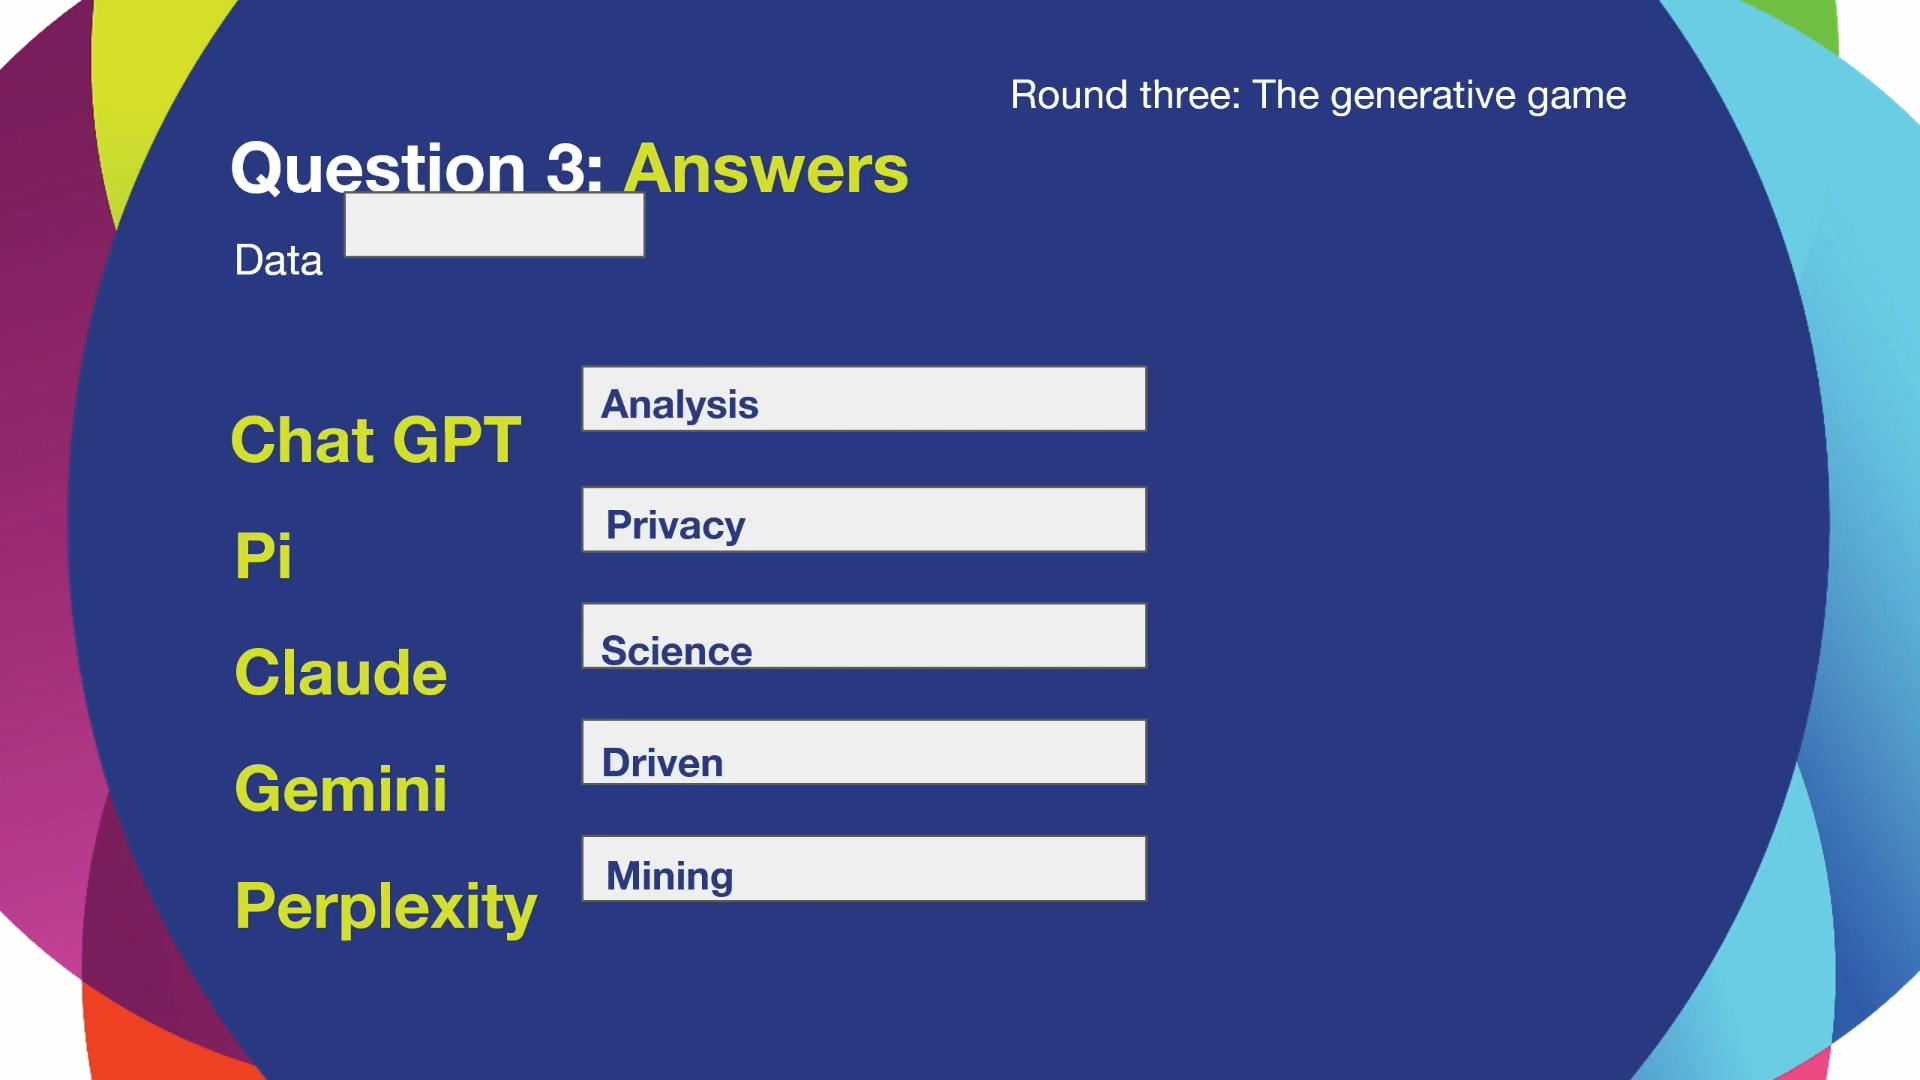 Round three: The generative game
Question 3: Answers
Data
Chat GPT
Analysis
Pi
Privacy
Claude
Science
Gemini
Driven
Perplexity
Mining